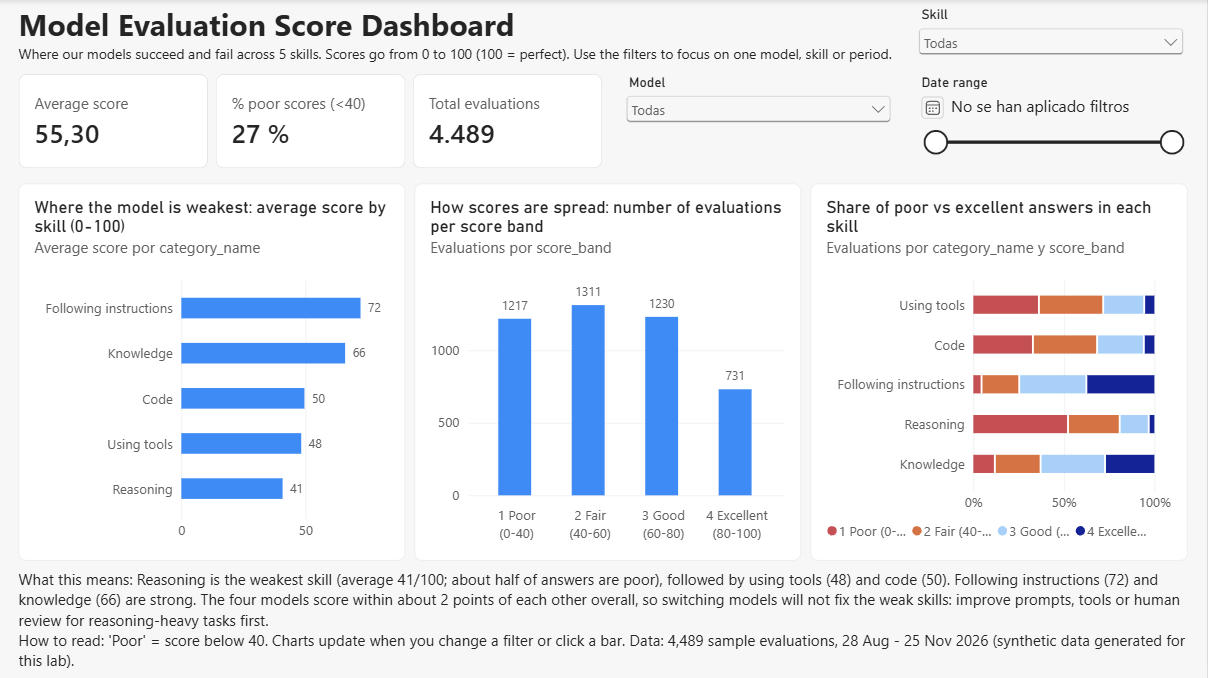 Model Evaluation Score Dashboard
Where our models succeed and fail across 5 skills. Scores go from 0 to 100 (100 = perfect). Use the filters to focus on one model, skill or period.
Skill
Todas
Average score
55,30
% poor scores (<40)
27 %
Total evaluations
4.489
Model
Todas
Date range
No se han aplicado filtros
Where the model is weakest: average score by
skill (0-100)
Average score por category_name
Following instructions 72
Knowledge 66
Code 50
Using tools 48
Reasoning 41
0 50
How scores are spread: number of evaluations
per score band
Evaluations por score_band
1217 1311 1230 731
1000
500
0
1 Poor 2 Fair 3 Good 4 Excellent
(0-40) (40-60) (60-80) (80-100)
Share of poor vs excellent answers in each
skill
Evaluations por category_name y score_band
Using tools
Code
Following instructions
Reasoning
Knowledge
0% 50% 100%
1 Poor (0-... 2 Fair (40-... 3 Good (... 4 Excelle...
What this means: Reasoning is the weakest skill (average 41/100; about half of answers are poor), followed by using tools (48) and code (50). Following instructions (72) and
knowledge (66) are strong. The four models score within about 2 points of each other overall, so switching models will not fix the weak skills: improve prompts, tools or human
review for reasoning-heavy tasks first.
How to read: 'Poor' = score below 40. Charts update when you change a filter or click a bar. Data: 4,489 sample evaluations, 28 Aug - 25 Nov 2026 (synthetic data generated for
this lab).